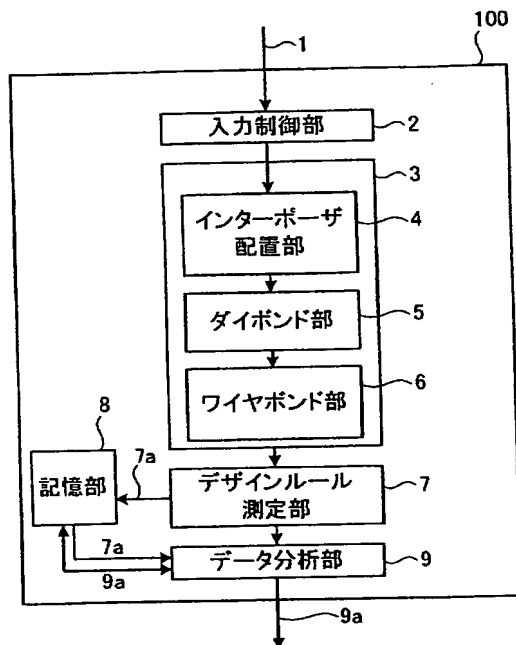 100
1
入力制御部
2
3
インターポーザ
配置部
4
ダイボンド部
5
ワイヤボンド部
6
8
記憶部
7a
デザインルール
測定部
7
7a
9a
データ分析部
9
9a